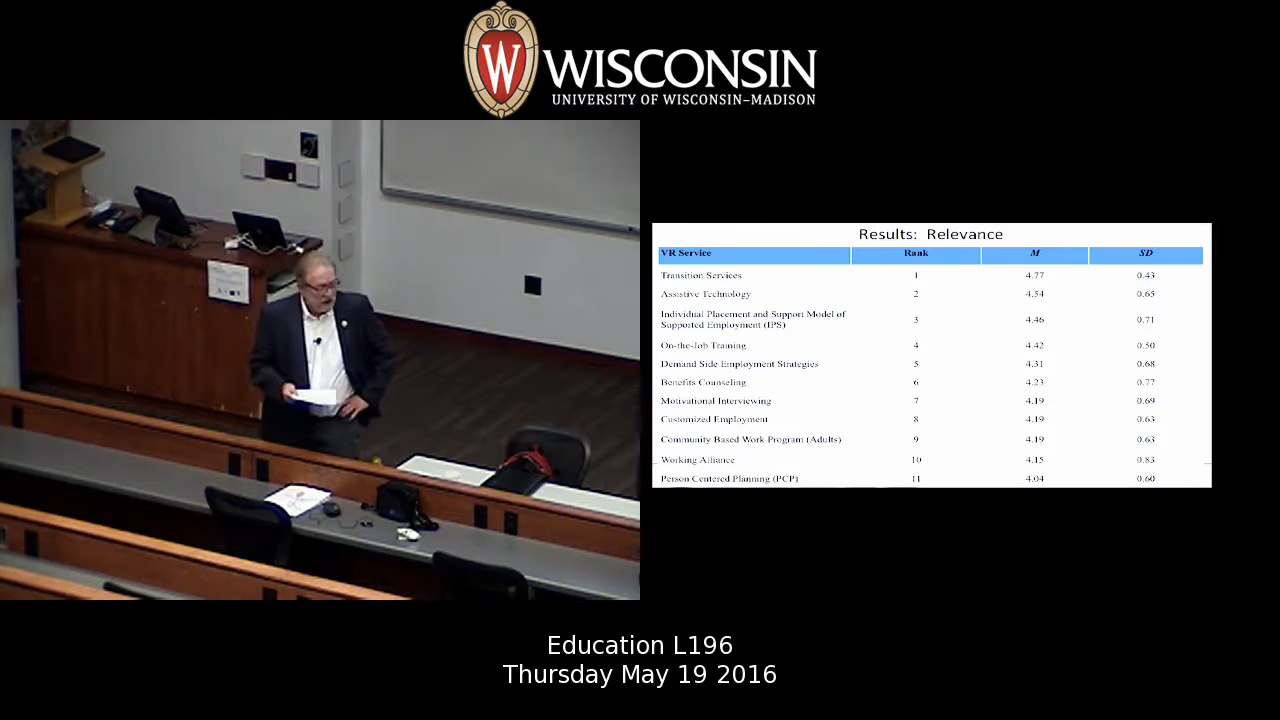 W
WISCONSIN
UNIVERSITY OF WISCONSIN–MADISON
Results: Relevance
VR Service Rank M SD
Transition Services 1 4.77 0.43
Assistive Technology 2 4.54 0.65
Individual Placement and Support Model of
Supported Employment (IPS) 3 4.46 0.71
On-the-Job Training 4 4.42 0.50
Demand Side Employment Strategies 5 4.31 0.68
Benefits Counseling 6 4.23 0.77
Motivational Interviewing 7 4.19 0.69
Customized Employment 8 4.19 0.63
Community Based Work Program (Adults) 9 4.19 0.63
Working Alliance 10 4.15 0.83
Person Centered Planning (PCP) 11 4.04 0.60
Education L196
Thursday May 19 2016